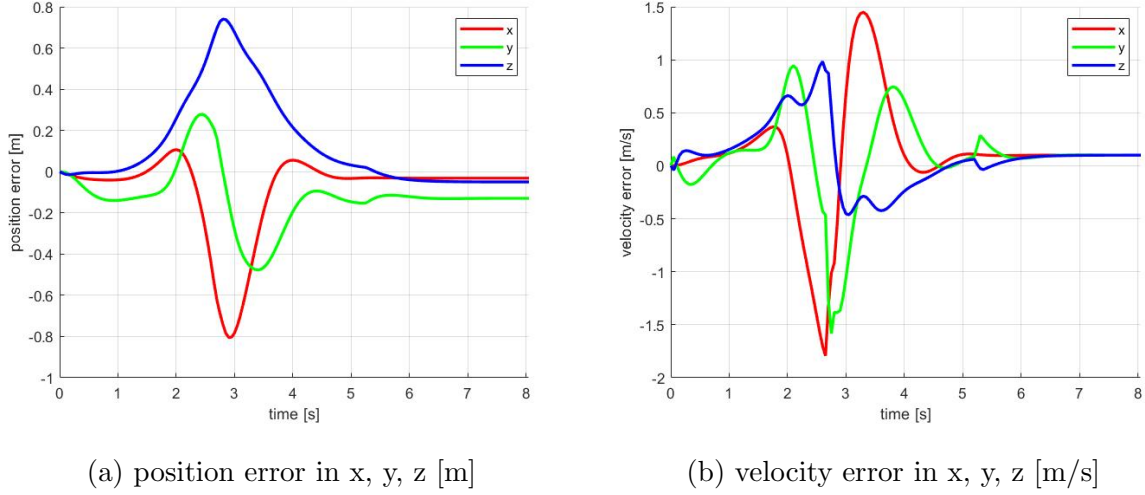 0.8
0.6
0.4
0.2
0
-0.2
-0.4
-0.6
-0.8
-1
position error [m]
0 1 2 3 4 5 6 7 8
time [s]
x
y
z
1.5
1
0.5
0
-0.5
-1
-1.5
-2
velocity error [m/s]
0 1 2 3 4 5 6 7 8
time [s]
x
y
z
(a) position error in x, y, z [m]
(b) velocity error in x, y, z [m/s]